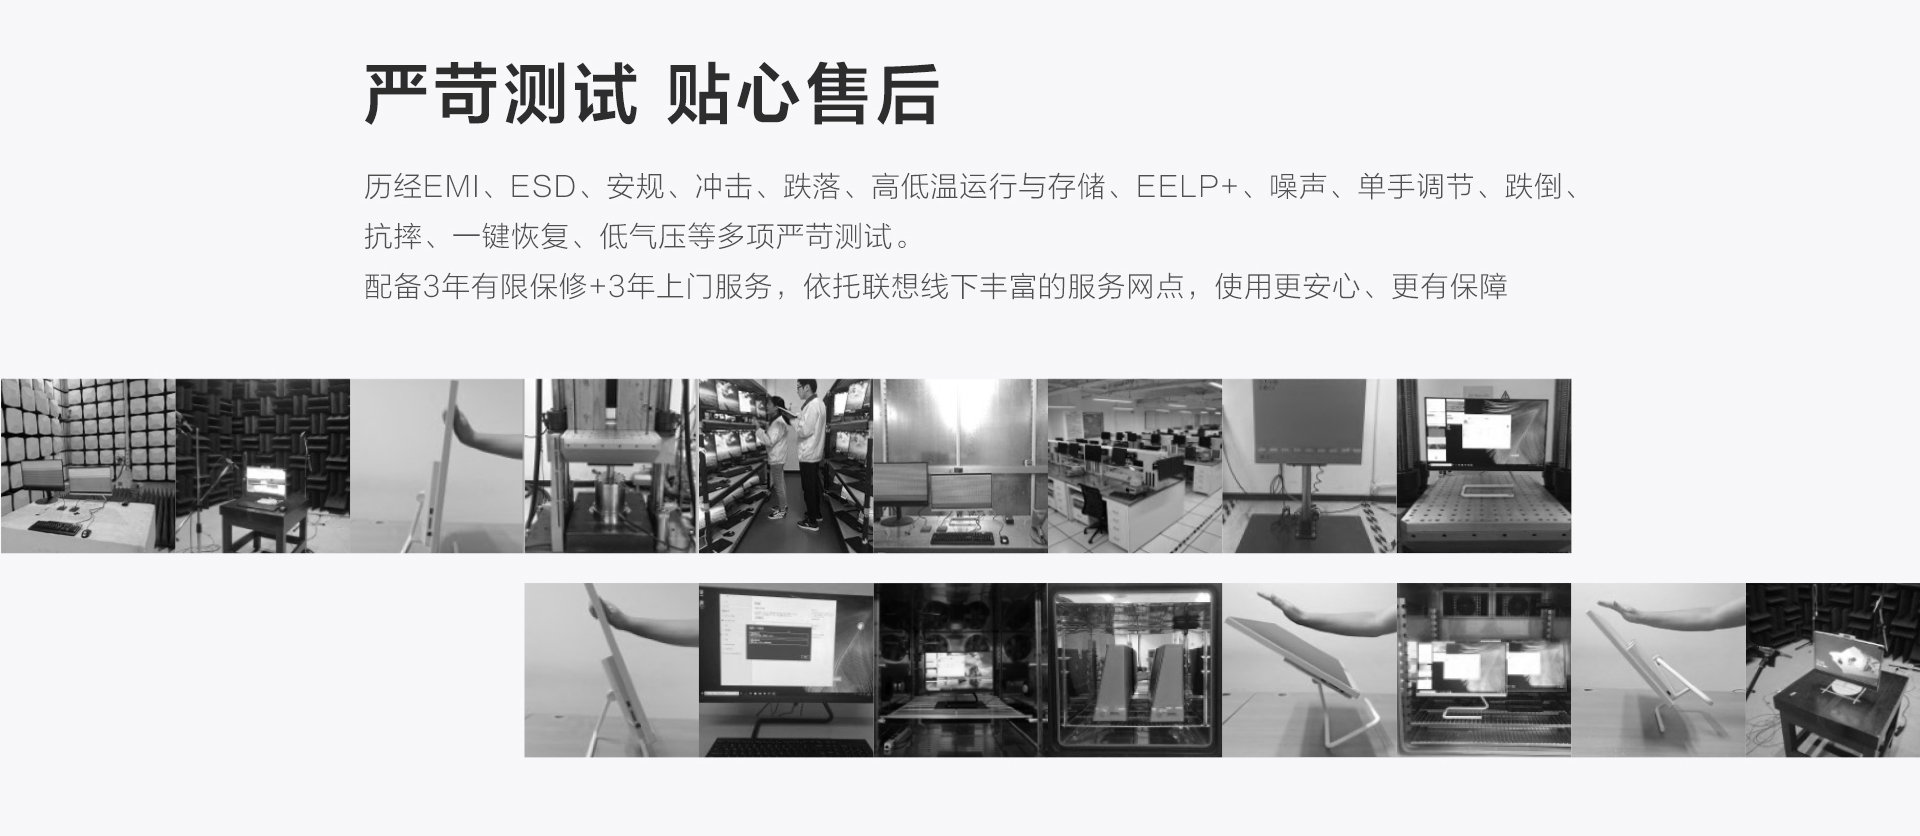 严苛测试 贴心售后
历经EMI、ESD、安规、冲击、跌落、高低温运行与存储、EELP+、噪声、单手调节、跌倒、
抗摔、一键恢复、低气压等多项严苛测试。
配备3年有限保修+3年上门服务，依托联想线下丰富的服务网点，使用更安心、更有保障